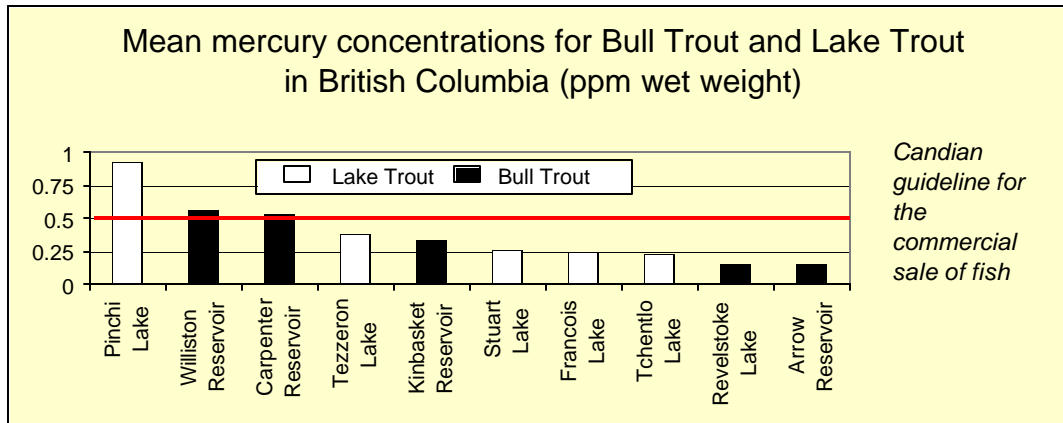 Mean mercury concentrations for Bull Trout and Lake Trout
in British Columbia (ppm wet weight)
1
0.75
0.5
0.25
0
Lake Trout
Bull Trout
Candian
guideline for
the
commercial
sale of fish
Pinchi
Lake
Williston
Reservoir
Carpenter
Reservoir
Tezzeron
Lake
Kinbasket
Reservoir
Stuart
Lake
Francois
Lake
Tchentlo
Lake
Revelstoke
Lake
Arrow
Reservoir